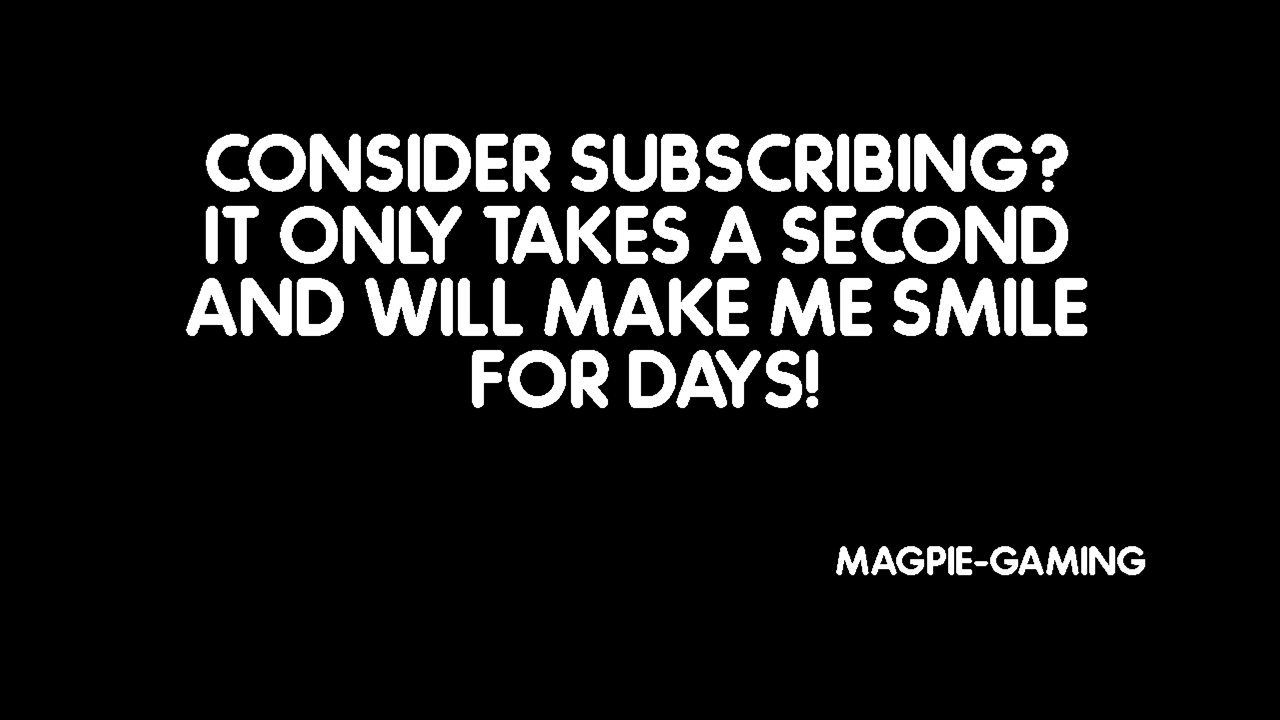 CONSIDER SUBSCRIBING?
IT ONLY TAKES A SECOND
AND WILL MAKE ME SMILE
FOR DAYS!
MAGPIE-GAMING